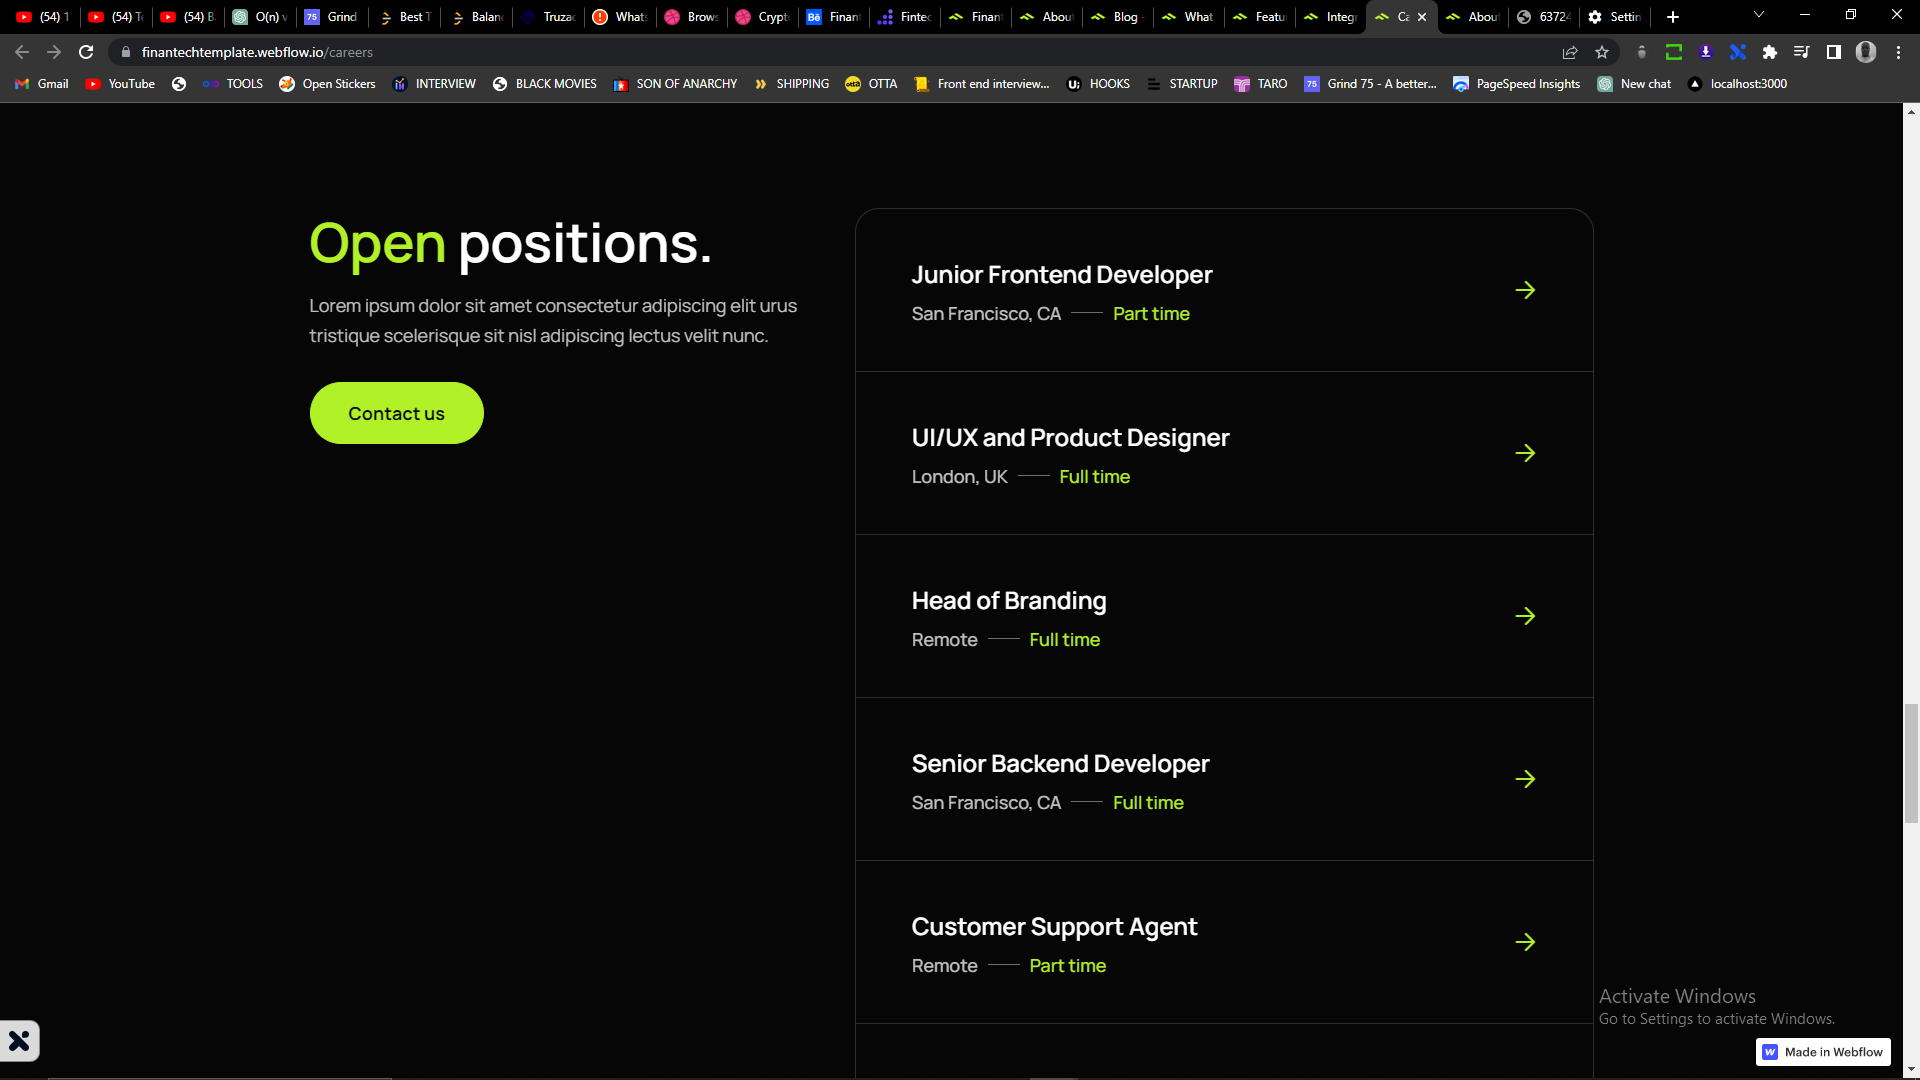 (54) 1
(54) Te
(54) B
O(n) v
Grind
Best T
Balan
Truzac
Whats
Brows
Crypt
Finant
Fintec
Finant
About
Blog -
What
Featu
Integr
Ca
About
63724
Settin
finantechtemplate.webflow.io/careers
Gmail
YouTube
TOOLS
Open Stickers
INTERVIEW
BLACK MOVIES
SON OF ANARCHY
SHIPPING
OTTA
Front end interview...
HOOKS
STARTUP
TARO
Grind 75 - A better...
PageSpeed Insights
New chat
localhost:3000
Open positions.
Lorem ipsum dolor sit amet consectetur adipiscing elit urus
tristique scelerisque sit nisl adipiscing lectus velit nunc.
Contact us
Junior Frontend Developer
San Francisco, CA Part time
UI/UX and Product Designer
London, UK Full time
Head of Branding
Remote Full time
Senior Backend Developer
San Francisco, CA Full time
Customer Support Agent
Remote Part time
Activate Windows
Go to Settings to activate Windows.
Made in Webflow